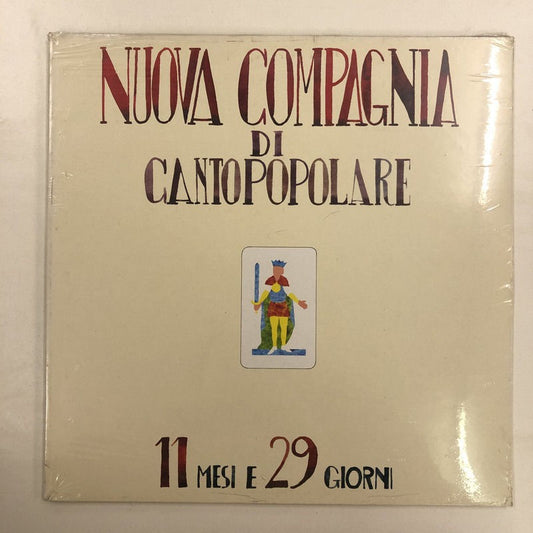 NUOVA COMPAGNIA
DI
CANTOPOPOLARE
11 MESI E 29 GIORNI